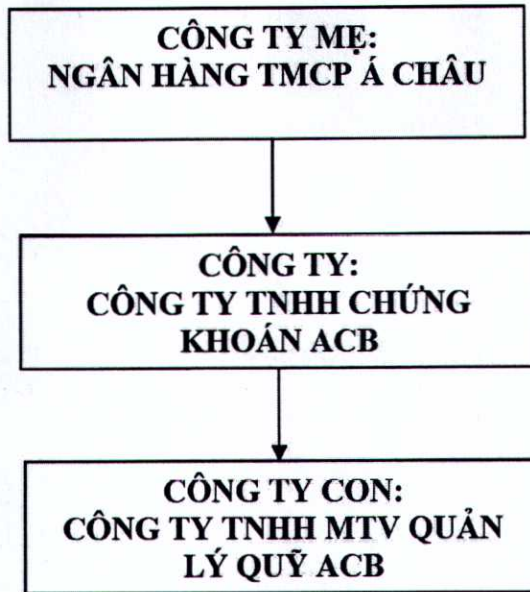 CÔNG TY MẸ:
NGÂN HÀNG TMCP Á CHÂU
CÔNG TY:
CÔNG TY TNHH CHỨNG
KHOÁN ACB
CÔNG TY CON:
CÔNG TY TNHH MTV QUẢN
LÝ QUỸ ACB